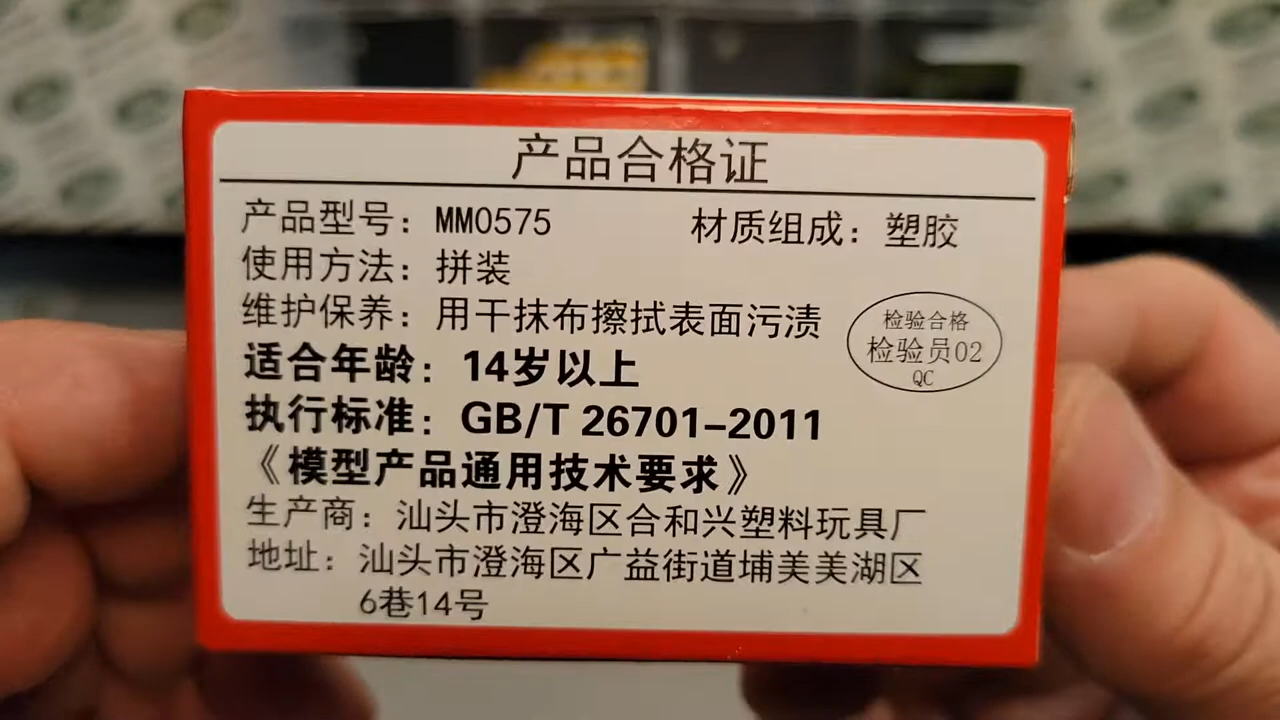 产品合格证
产品型号：MM0575 材质组成：塑胶
使用方法：拼装
维护保养：用干抹布擦拭表面污渍
检验合格
检验员02
QC
适合年龄：14岁以上
执行标准：GB/T 26701-2011
《模型产品通用技术要求》
生产商：汕头市澄海区合和兴塑料玩具厂
地址：汕头市澄海区广益街道埔美美湖区
6巷14号